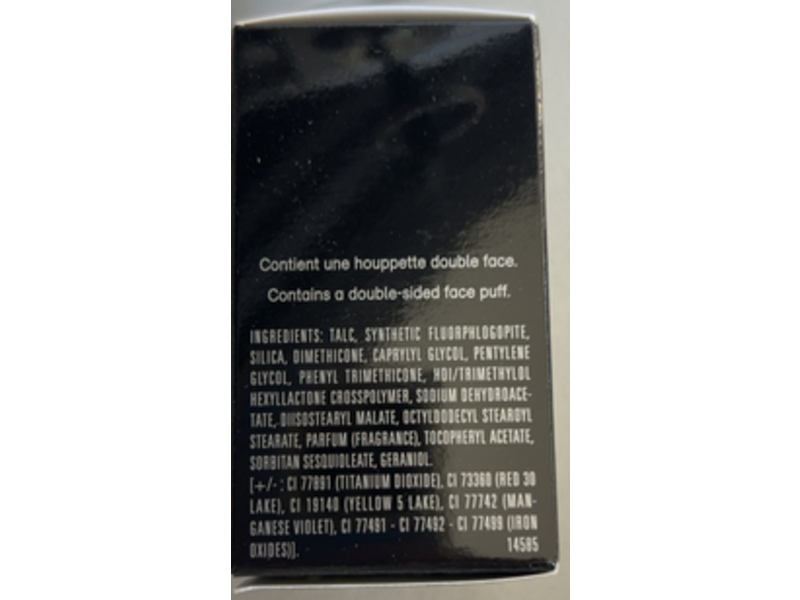 Contient une houppette double face.
Contains a double-sided face puff.
INGREDIENTS: TALC, SYNTHETIC FLUORPHLOGOPITE,
SILICA, DIMETHICONE, CAPRYLYL GLYCOL, PENTYLENE
GLYCOL, PHENYL TRIMETHICONE, HDI/TRIMETHYLOL
HEXYLLACTONE CROSSPOLYMER, SODIUM DEHYDROACE-
TATE, DIISOSTEARYL MALATE, OCTYLDODECYL STEAROYL
STEARATE, PARFUM (FRAGRANCE), TOCOPHERYL ACETATE,
SORBITAN SESQUIOLEATE, GERANIOL.
[+/- : CI 77891 (TITANIUM DIOXIDE), CI 73360 (RED 30
LAKE), CI 19140 (YELLOW 5 LAKE), CI 77742 (MAN-
GANESE VIOLET), CI 77491 - CI 77492 - CI 77499 (IRON
OXIDES)]. 14585